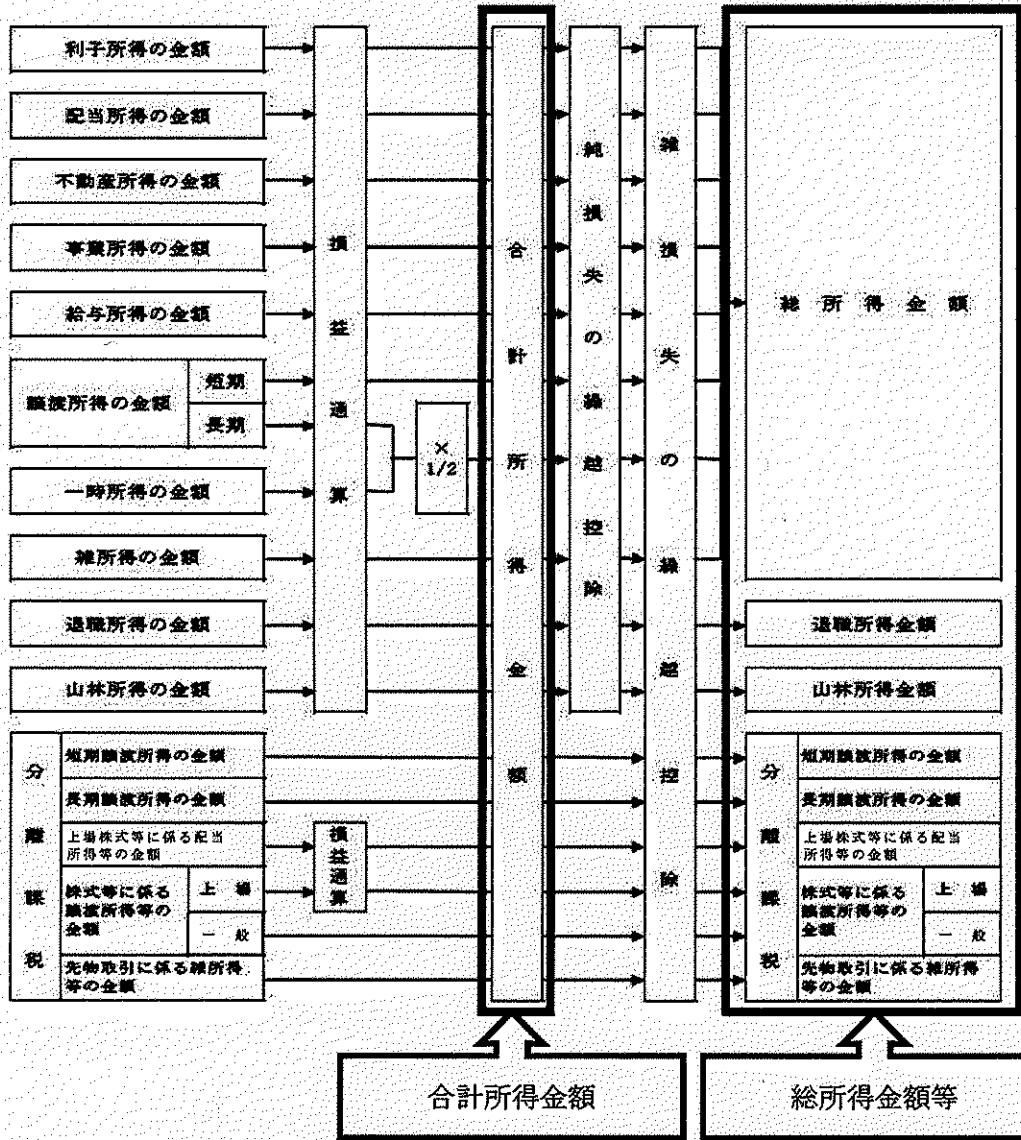 利子所得の金額
配当所得の金額
不動産所得の金額
事業所得の金額
給与所得の金額
譲渡所得の金額
短期
長期
一時所得の金額
雑所得の金額
退職所得の金額
山林所得の金額
分離課税
短期譲渡所得の金額
長期譲渡所得の金額
上場株式等に係る配当
所得等の金額
株式等に係る
譲渡所得等の
金額
上場
一般
先物取引に係る雑所得
等の金額
損益通算
損益通算
×
1/2
合計所得金額
純損失の繰越控除
雑損失の繰越控除
総所得金額
退職所得金額
山林所得金額
分離課税
短期譲渡所得の金額
長期譲渡所得の金額
上場株式等に係る配当
所得等の金額
株式等に係る
譲渡所得等の
金額
上場
一般
先物取引に係る雑所得
等の金額
合計所得金額
総所得金額等